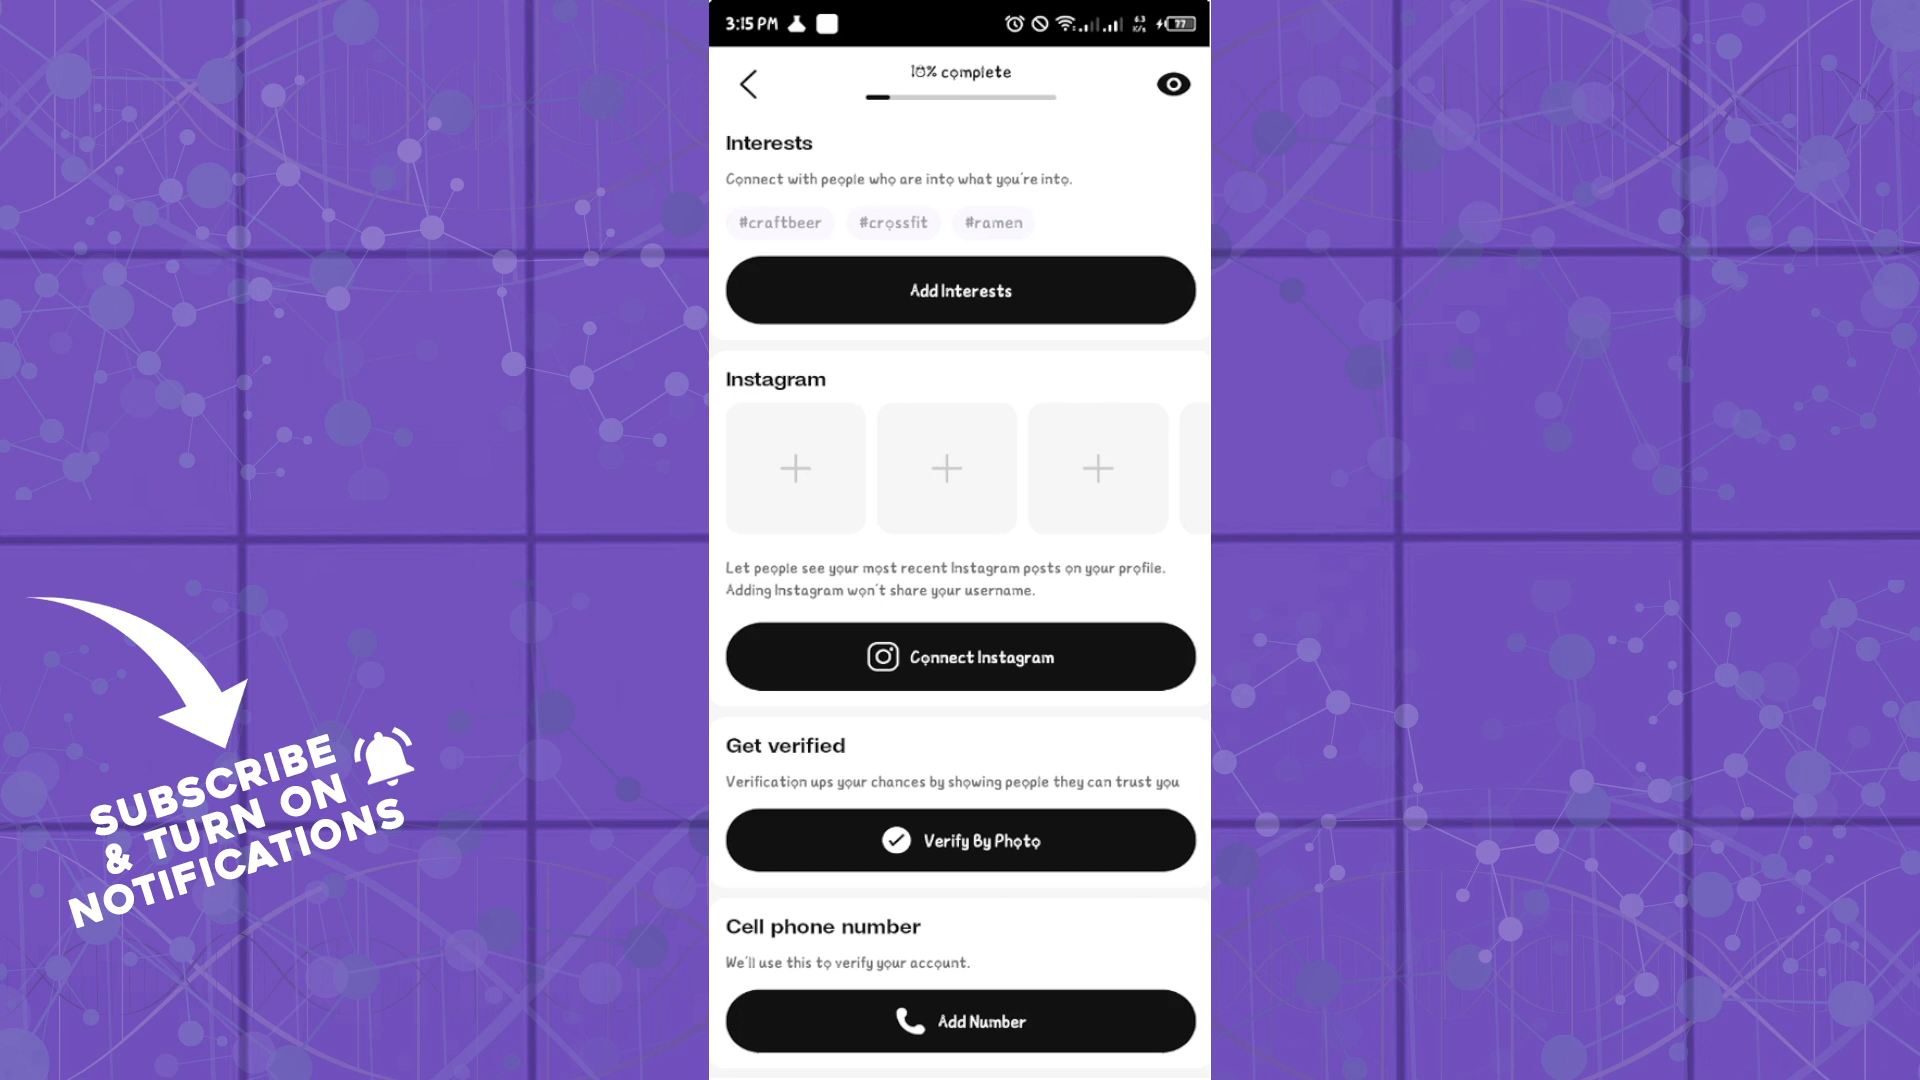 3:15 PM
6.3
K/s
77
10% complete
Interests
Connect with people who are into what you're into.
#craftbeer #crossfit #ramen
Add Interests
Instagram
Let people see your most recent Instagram posts on your profile.
Adding Instagram won't share your username.
Connect Instagram
Get verified
Verification ups your chances by showing people they can trust you
Verify By Photo
Cell phone number
We'll use this to verify your account.
Add Number
SUBSCRIBE
& TURN ON
NOTIFICATIONS